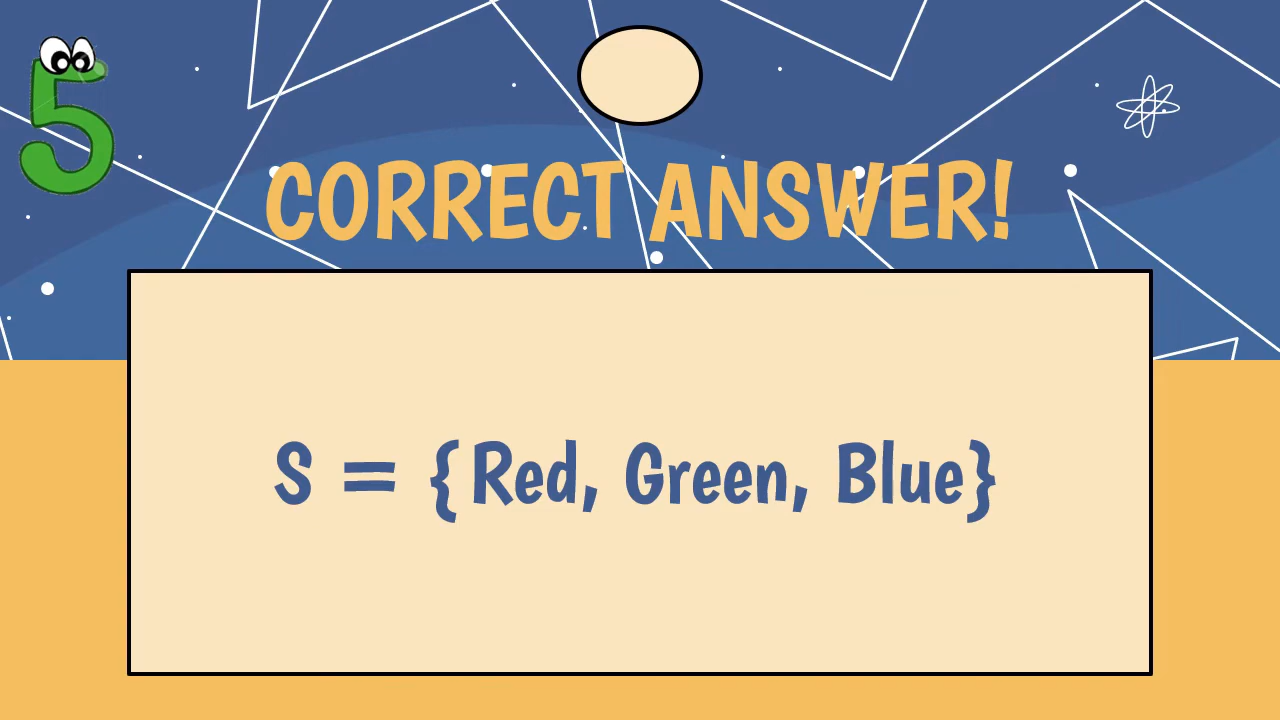 5
CORRECT ANSWER!
S = {Red, Green, Blue}